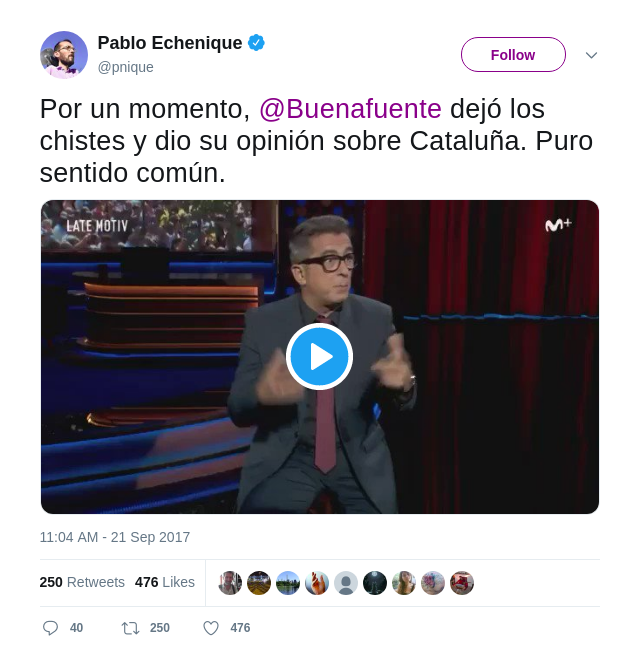 Pablo Echenique
@pnique
Follow
Por un momento, @Buenafuente dejó los
chistes y dio su opinión sobre Cataluña. Puro
sentido común.
LATE MOTIV
M+
11:04 AM - 21 Sep 2017
250 Retweets 476 Likes
40 250 476